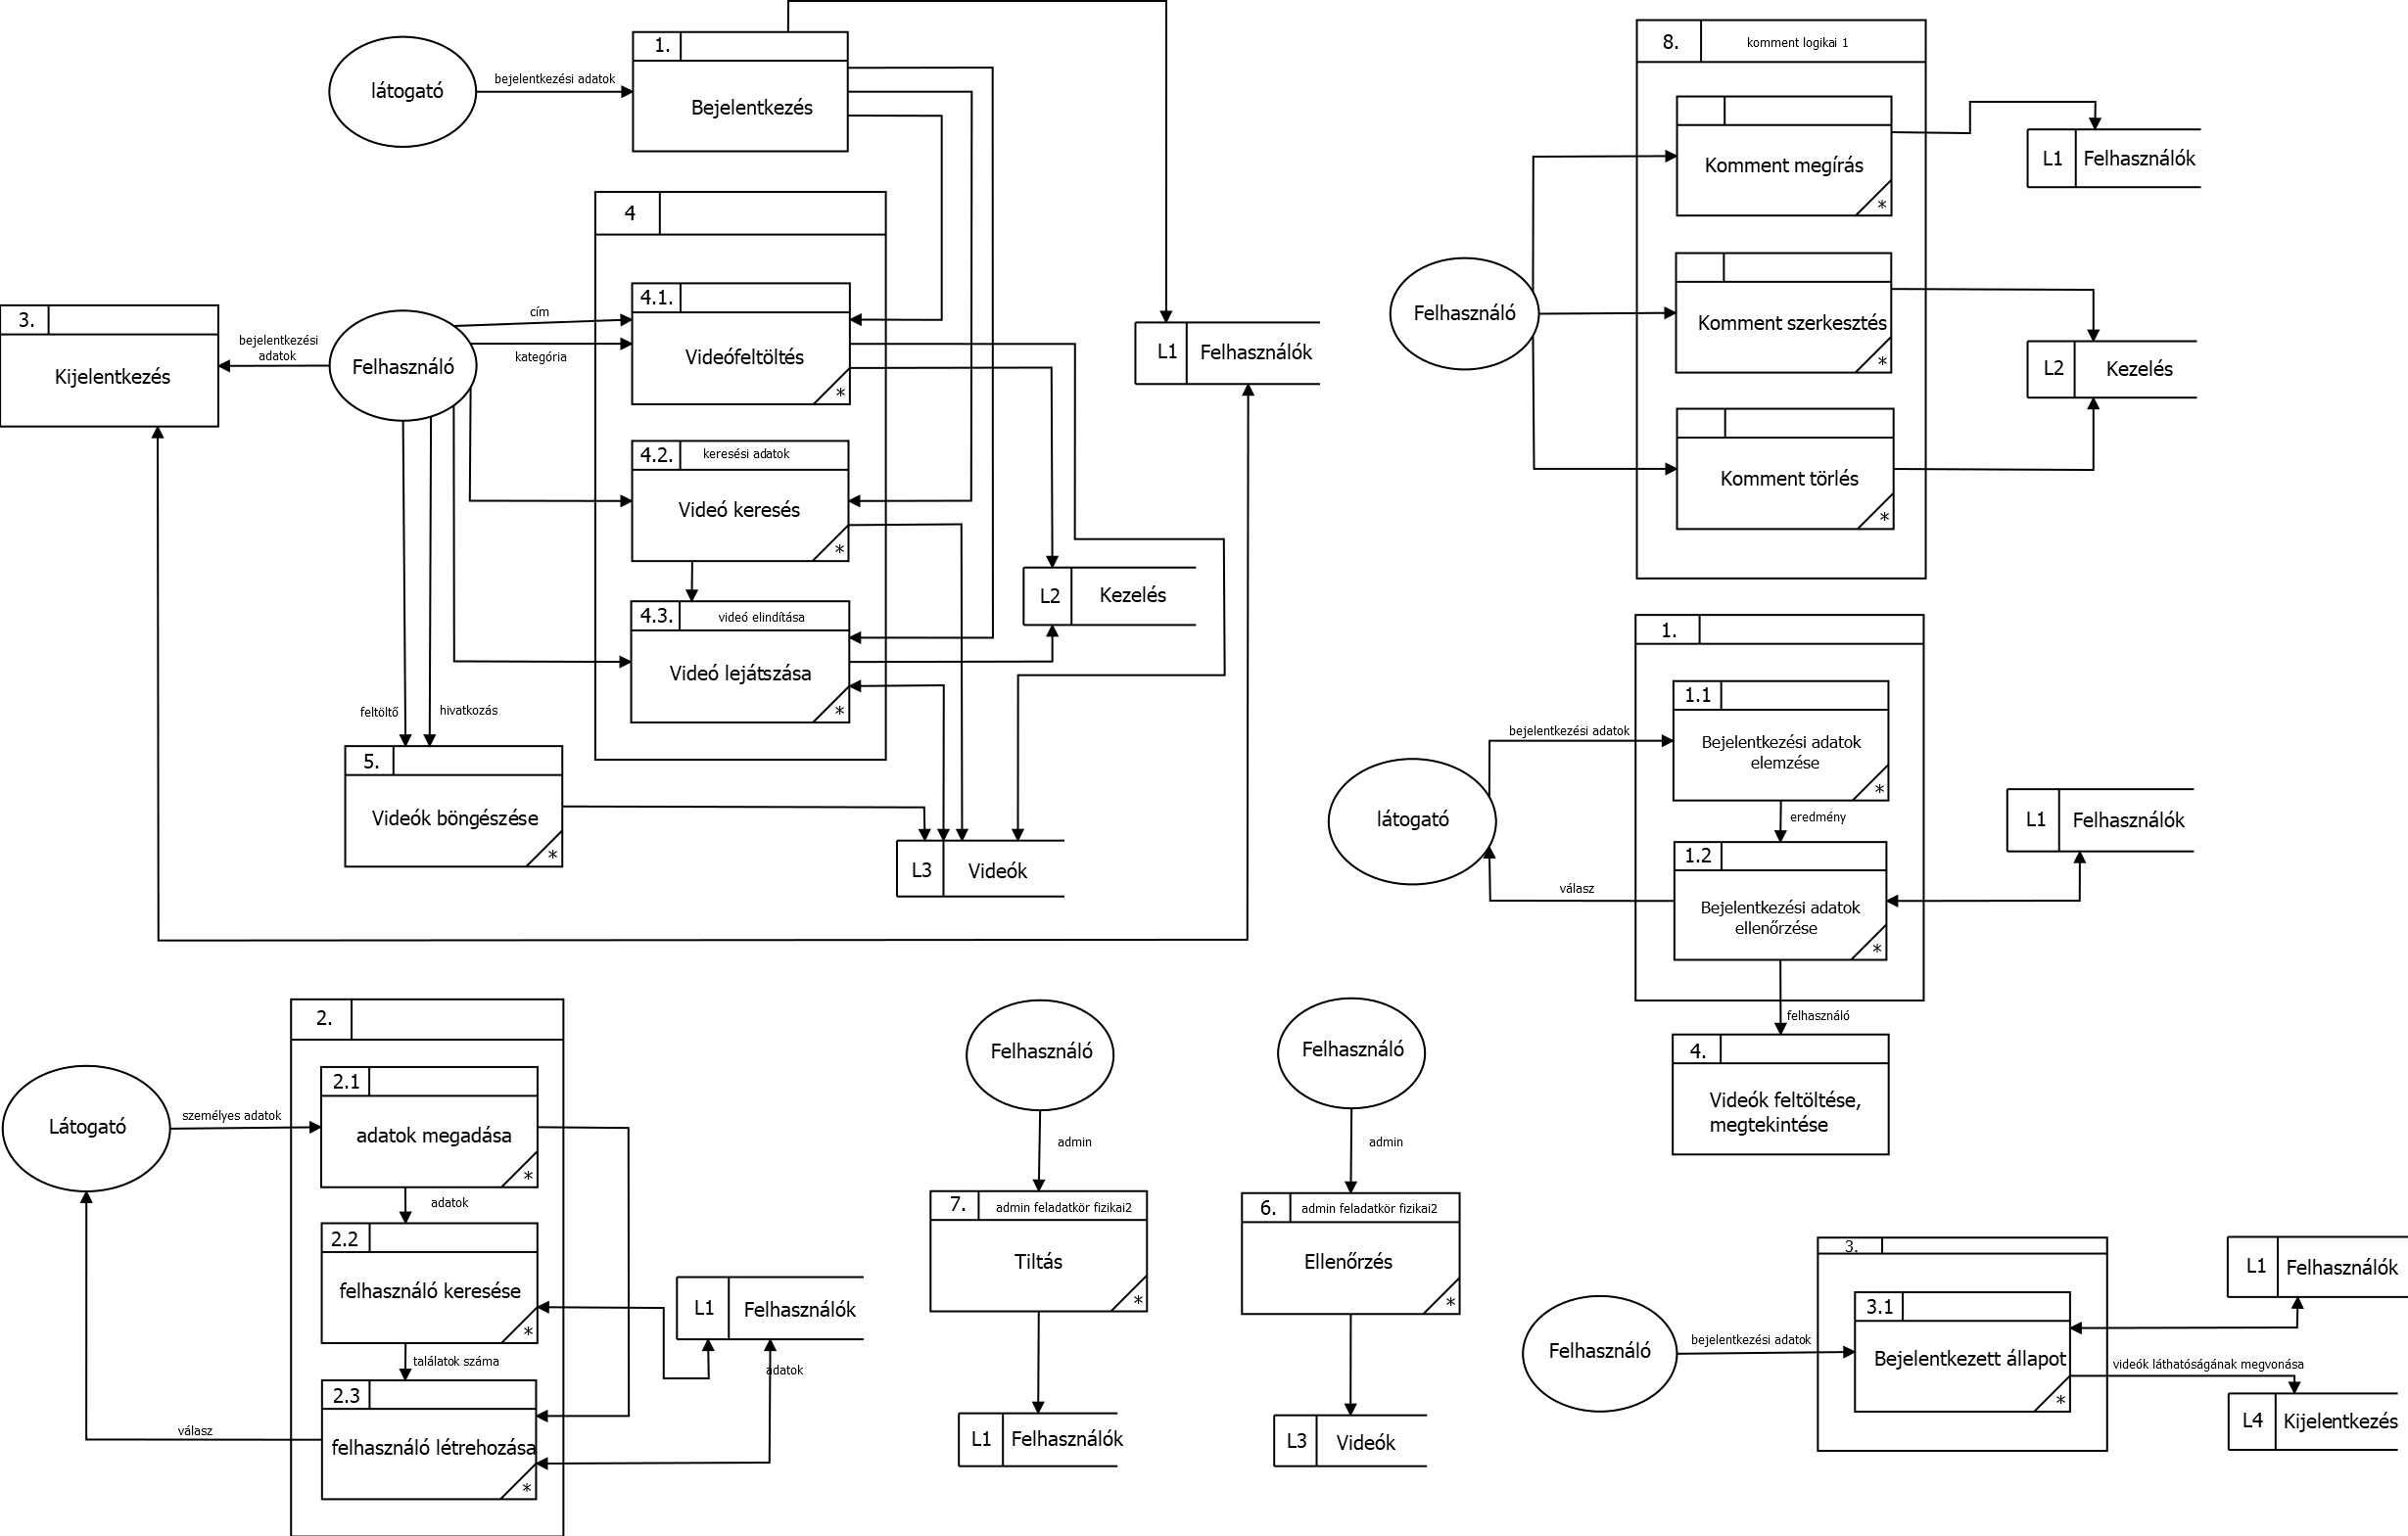 1.
látogató
bejelentkezési adatok
Bejelentkezés
4
3.
Kijelentkezés
bejelentkezési
adatok
Felhasználó
cím
kategória
4.1.
Videófeltöltés
*
4.2.
keresési adatok
Videó keresés
*
4.3.
videó elindítása
Videó lejátszása
*
L1
Felhasználók
L2
Kezelés
feltöltő
hivatkozás
5.
Videók böngészése
*
L3
Videók
8.
komment logikai 1
Komment megírás
*
L1
Felhasználók
Felhasználó
Komment szerkesztés
*
L2
Kezelés
Komment törlés
*
1.
1.1
bejelentkezési adatok
Bejelentkezési adatok
elemzése
*
látogató
eredmény
L1
Felhasználók
1.2
válasz
Bejelentkezési adatok
ellenőrzése
*
felhasználó
4.
Videók feltöltése,
megtekintése
2.
2.1
Látogató
személyes adatok
adatok megadása
*
adatok
2.2
felhasználó keresése
*
L1
Felhasználók
találatok száma
adatok
2.3
válasz
felhasználó létrehozása
*
Felhasználó
admin
7.
admin feladatkör fizikai2
Tiltás
*
L1
Felhasználók
Felhasználó
admin
6.
admin feladatkör fizikai2
Ellenőrzés
*
L3
Videók
3.
3.1
Felhasználó
bejelentkezési adatok
Bejelentkezett állapot
*
L1
Felhasználók
videók láthatóságának megvonása
L4
Kijelentkezés